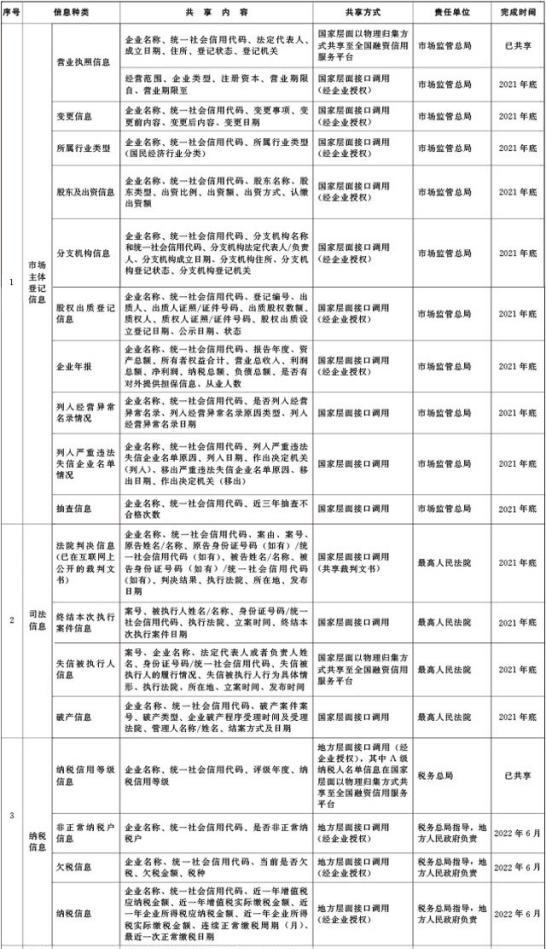 序号 信息种类 共享内容 共享方式 责任单位 完成时间
1
市场
主体
登记
信息
营业执照信息
企业名称、统一社会信用代码、法定代表人、
成立日期、住所、登记状态、登记机关
国家层面以物理归集方
式共享至全国融资信用
服务平台
市场监管总局
已共享
经营范围、企业类型、注册资本、营业期限
自、营业期限至
国家层面接口调用
（经企业授权）
市场监管总局
2021 年底
变更信息
企业名称、统一社会信用代码、变更事项、变
更前内容、变更后内容、变更日期
国家层面接口调用
（经企业授权）
市场监管总局
2021 年底
所属行业类型
企业名称、统一社会信用代码、所属行业类型
（国民经济行业分类）
国家层面接口调用
（经企业授权）
市场监管总局
2021 年底
股东及出资信息
企业名称、统一社会信用代码、股东名称、股
东类型、出资比例、出资额、出资方式、认缴
出资额
国家层面接口调用
（经企业授权）
市场监管总局
2021 年底
分支机构信息
企业名称、统一社会信用代码、分支机构名称
和统一社会信用代码、分支机构法定代表人/负责
人、分支机构成立日期、分支机构住所、分支机
构登记状态、分支机构登记机关
国家层面接口调用
（经企业授权）
市场监管总局
2021 年底
股权出质登记
信息
企业名称、统一社会信用代码、登记编号、出
质人、出质人证照/证件号码、出质股权数额、
质权人、质权人证照/证件号码、股权出质设
立登记日期、公示日期、状态
国家层面接口调用
（经企业授权）
市场监管总局
2021 年底
企业年报
企业名称、统一社会信用代码、报告年度、资
产总额、所有者权益合计、营业总收入、利润
总额、净利润、纳税总额、负债总额、是否有
对外提供担保信息、从业人数
国家层面接口调用
（经企业授权）
市场监管总局
2021 年底
列入经营异常
名录情况
企业名称、统一社会信用代码、是否列入经营
异常名录、列入经营异常名录原因类型、列入
经营异常名录日期
国家层面接口调用
市场监管总局
2021 年底
列入严重违法
失信企业名单
情况
企业名称、统一社会信用代码、列入严重违法
失信企业名单原因、列入日期、作出决定机关
（列入）、移出严重违法失信企业名单原因、移
出日期、作出决定机关（移出）
国家层面接口调用
市场监管总局
2021 年底
抽查信息
企业名称、统一社会信用代码、近三年抽查不
合格次数
国家层面接口调用
市场监管总局
2021 年底
2
司法
信息
法院判决信息
（已在互联网上
公开的裁判文
书）
企业名称、统一社会信用代码、案由、案号、
原告姓名/名称、原告身份证号码（如有）/统
一社会信用代码（如有）、被告姓名/名称、被
告身份证号码（如有）/统一社会信用代码
（如有）、判决结果、执行法院、所在地、发布
日期
国家层面接口调用
（共享裁判文书）
最高人民法院
2021 年底
终结本次执行
案件信息
案号、被执行人姓名/名称、身份证号码/统一
社会信用代码、执行法院、立案时间、终结本
次执行案件日期
国家层面接口调用
最高人民法院
2021 年底
失信被执行人
信息
案号、企业名称、法定代表人或者负责人姓
名、身份证号码/统一社会信用代码、失信被
执行人的履行情况、失信被执行人行为具体情
形、执行法院、所在地、立案时间、发布时间
国家层面以物理归集方
式共享至全国融资信用
服务平台
最高人民法院
2021 年底
破产信息
企业名称、统一社会信用代码、破产案件案
号、破产类型、企业破产程序受理时间及受理
法院、管理人名称/姓名、结案方式及日期
国家层面接口调用
最高人民法院
2021 年底
3
纳税
信息
纳税信用等级
信息
企业名称、统一社会信用代码、评级年度、纳
税信用等级
地方层面接口调用（经
企业授权），其中 A 级
纳税人名单信息在国家
层面以物理归集方式共
享至全国融资信用服务
平台
税务总局
已共享
非正常纳税户
信息
企业名称、统一社会信用代码、是否非正常纳
税户
地方层面接口调用
（经企业授权）
税务总局指导，地
方人民政府负责
2022 年 6 月
欠税信息
企业名称、统一社会信用代码、当前是否欠
税、欠税金额、税种
地方层面接口调用
（经企业授权）
税务总局指导，地
方人民政府负责
2022 年 6 月
纳税信息
企业名称、统一社会信用代码、近一年增值税
应纳税金额、近一年增值税实际缴税金额、近
一年企业所得税应纳税金额、近一年企业所得
税实际缴税金额、连续正常缴税周期（月）、
最近一次正常缴税日期
地方层面接口调用
（经企业授权）
税务总局指导，地
方人民政府负责
2022 年 6 月